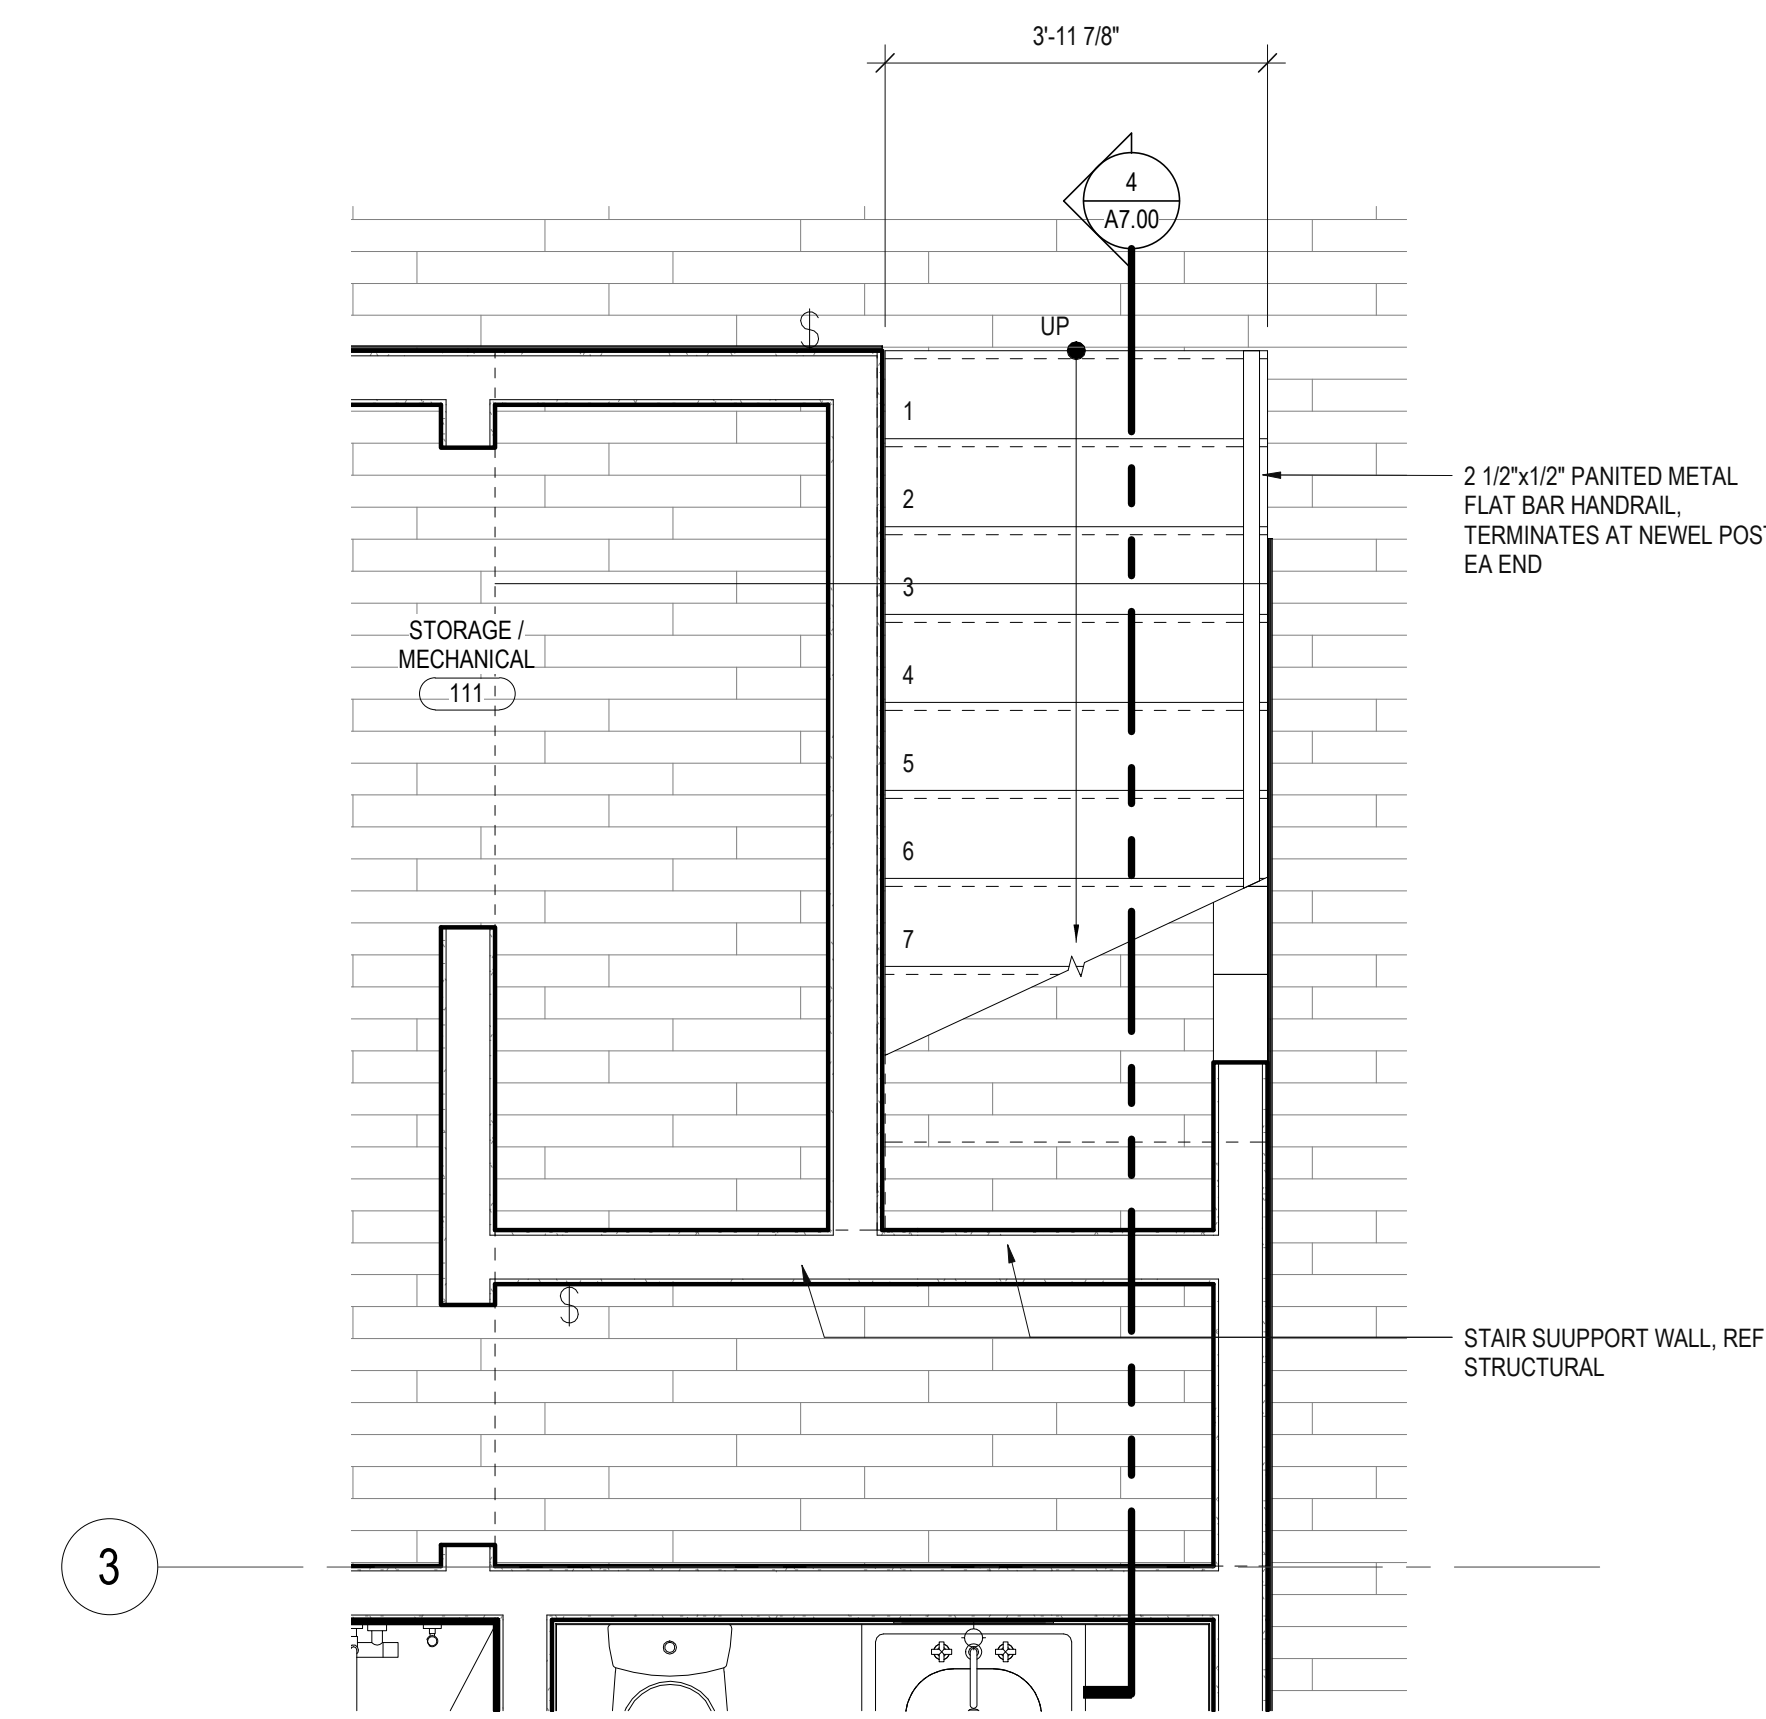 3'-11 7/8"
4
A7.00
UP
1
2
3
4
5
6
7
2 1/2"x1/2" PANITED METAL
FLAT BAR HANDRAIL,
TERMINATES AT NEWEL POST
EA END
$
STORAGE /
MECHANICAL
111
$
STAIR SUUPPORT WALL, REF
STRUCTURAL
3